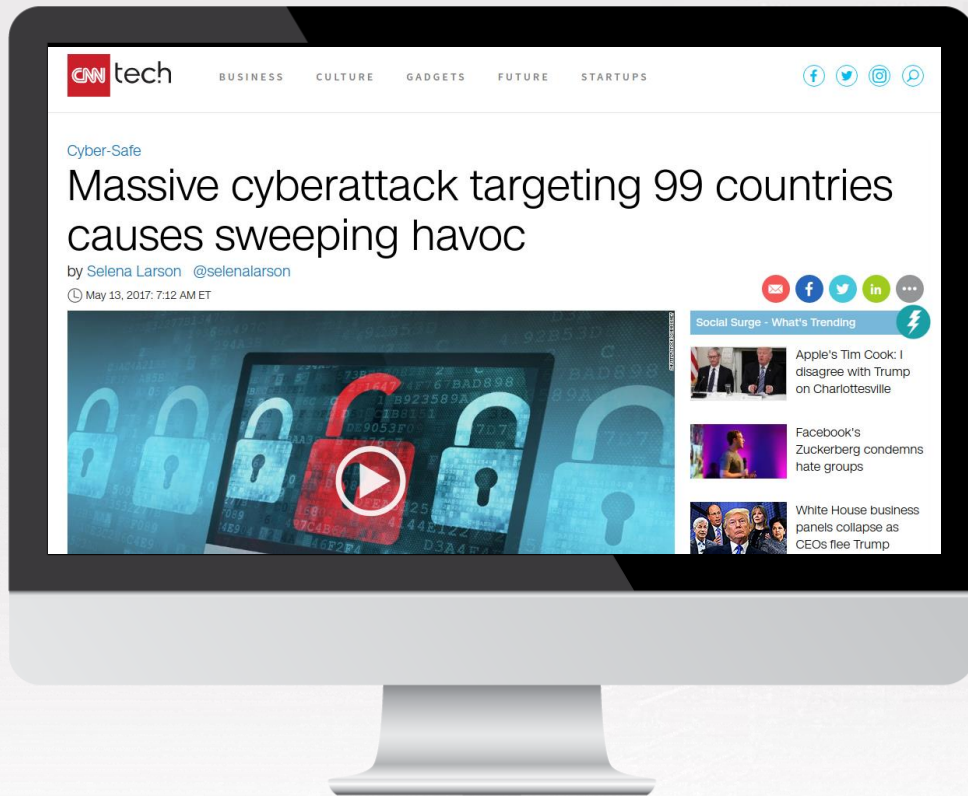 CNN tech
BUSINESS CULTURE GADGETS FUTURE STARTUPS
Cyber-Safe
Massive cyberattack targeting 99 countries
causes sweeping havoc
by Selena Larson @selenalarson
May 13, 2017: 7:12 AM ET
Social Surge - What's Trending
Apple's Tim Cook: I
disagree with Trump
on Charlottesville
Facebook's
Zuckerberg condemns
hate groups
White House business
panels collapse as
CEOs flee Trump